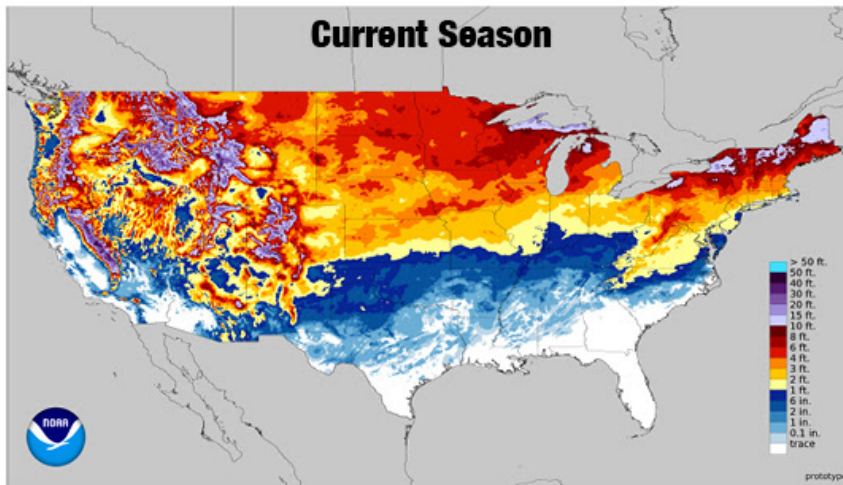 Current Season
> 50 ft.
50 ft.
40 ft.
30 ft.
20 ft.
15 ft.
10 ft.
8 ft.
6 ft.
4 ft.
3 ft.
2 ft.
1 ft.
6 in.
2 in.
1 in.
0.1 in.
trace
NOAA
prototype